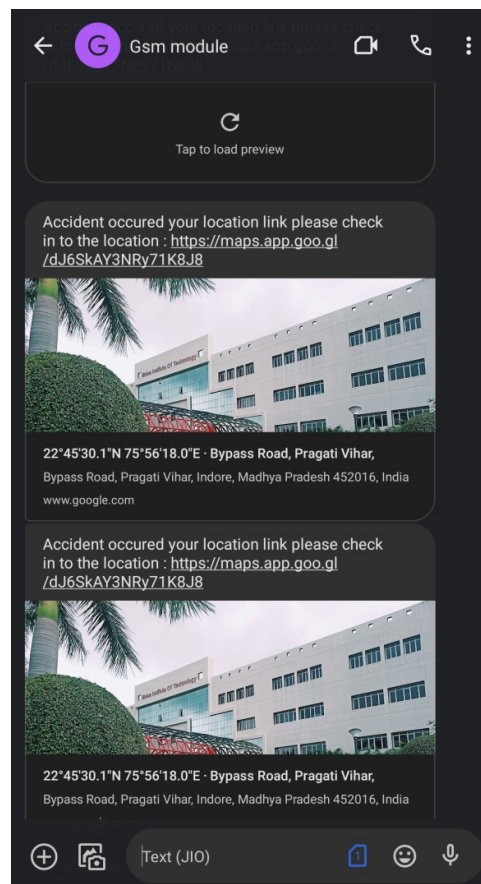 G
Gsm module
Tap to load preview
Accident occured your location link please check
in to the location : https://maps.app.goo.gl
/dJ6SkAY3NRy71K8J8
22°45'30.1"N 75°56'18.0"E · Bypass Road, Pragati Vihar,
Bypass Road, Pragati Vihar, Indore, Madhya Pradesh 452016, India
www.google.com
Accident occured your location link please check
in to the location : https://maps.app.goo.gl
/dJ6SkAY3NRy71K8J8
22°45'30.1"N 75°56'18.0"E · Bypass Road, Pragati Vihar,
Bypass Road, Pragati Vihar, Indore, Madhya Pradesh 452016, India
Text (JIO)
1